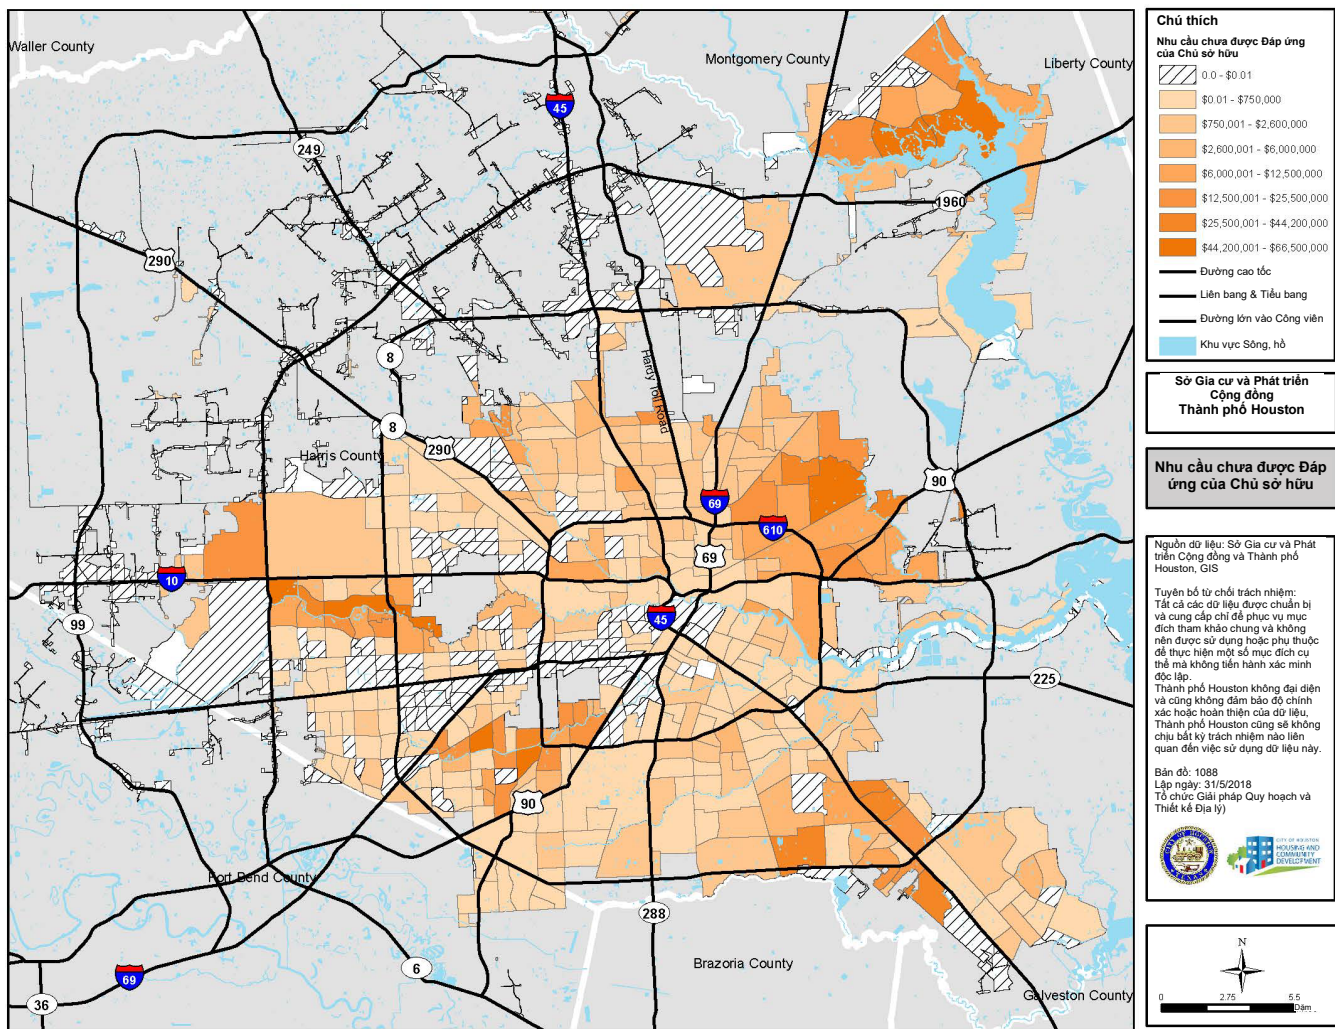 Waller County
Montgomery County
Liberty County
45
249
1960
290
8
Hardy Toll Road
8
290
Harris County
90
69
610
69
10
45
99
225
90
Fort Bend County
288
6
69
36
Brazoria County
Galveston County
Chú thích
Nhu cầu chưa được Đáp ứng
của Chủ sở hữu
0.0 - $0.01
$0.01 - $750,000
$750,001 - $2,600,000
$2,600,001 - $6,000,000
$6,000,001 - $12,500,000
$12,500,001 - $25,500,000
$25,500,001 - $44,200,000
$44,200,001 - $66,500,000
Đường cao tốc
Liên bang & Tiểu bang
Đường lớn vào Công viên
Khu vực Sông, hồ
Sở Gia cư và Phát triển
Cộng đồng
Thành phố Houston
Nhu cầu chưa được Đáp
ứng của Chủ sở hữu
Nguồn dữ liệu: Sở Gia cư và Phát
triển Cộng đồng và Thành phố
Houston, GIS
Tuyên bố từ chối trách nhiệm:
Tất cả các dữ liệu được chuẩn bị
và cung cấp chỉ để phục vụ mục
đích tham khảo chung và không
nên được sử dụng hoặc phụ thuộc
để thực hiện một số mục đích cụ
thể mà không tiến hành xác minh
độc lập.
Thành phố Houston không đại diện
và cũng không đảm bảo độ chính
xác hoặc hoàn thiện của dữ liệu,
Thành phố Houston cũng sẽ không
chịu bất kỳ trách nhiệm nào liên
quan đến việc sử dụng dữ liệu này.
Bản đồ: 1088
Lập ngày: 31/5/2018
Tổ chức Giải pháp Quy hoạch và
Thiết kế Địa lý)
CITY OF HOUSTON
TEXAS
CITY OF HOUSTON
HOUSING AND
COMMUNITY
DEVELOPMENT
N
0 2.75 5.5
Dặm